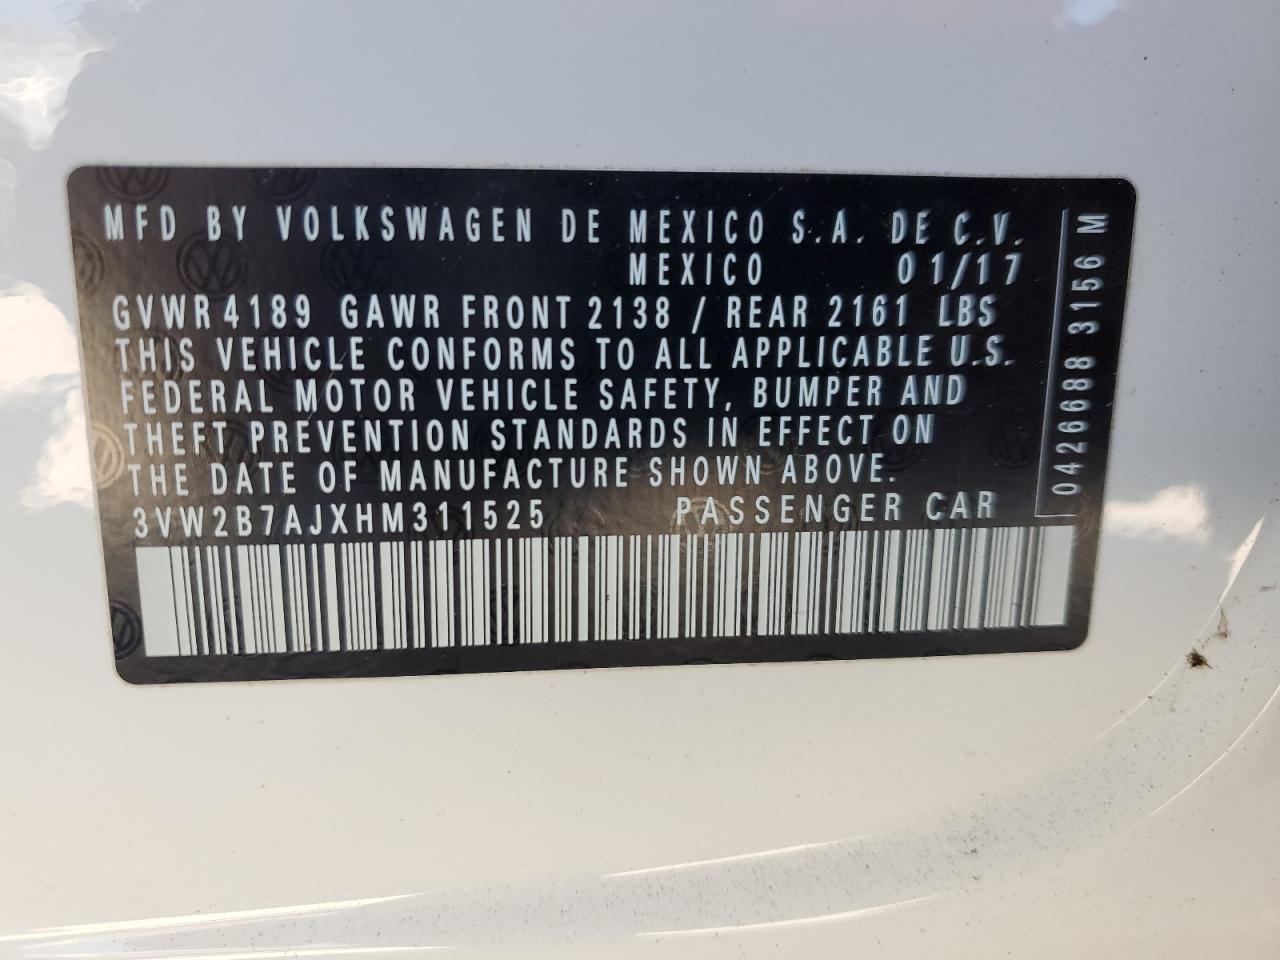 MFD BY VOLKSWAGEN DE MEXICO S.A. DE C.V.
MEXICO 01/17
GVWR 4189 GAWR FRONT 2138 / REAR 2161 LBS
THIS VEHICLE CONFORMS TO ALL APPLICABLE U.S.
FEDERAL MOTOR VEHICLE SAFETY, BUMPER AND
THEFT PREVENTION STANDARDS IN EFFECT ON
THE DATE OF MANUFACTURE SHOWN ABOVE.
3VW2B7AJXHM311525 PASSENGER CAR
0426688 3156 M